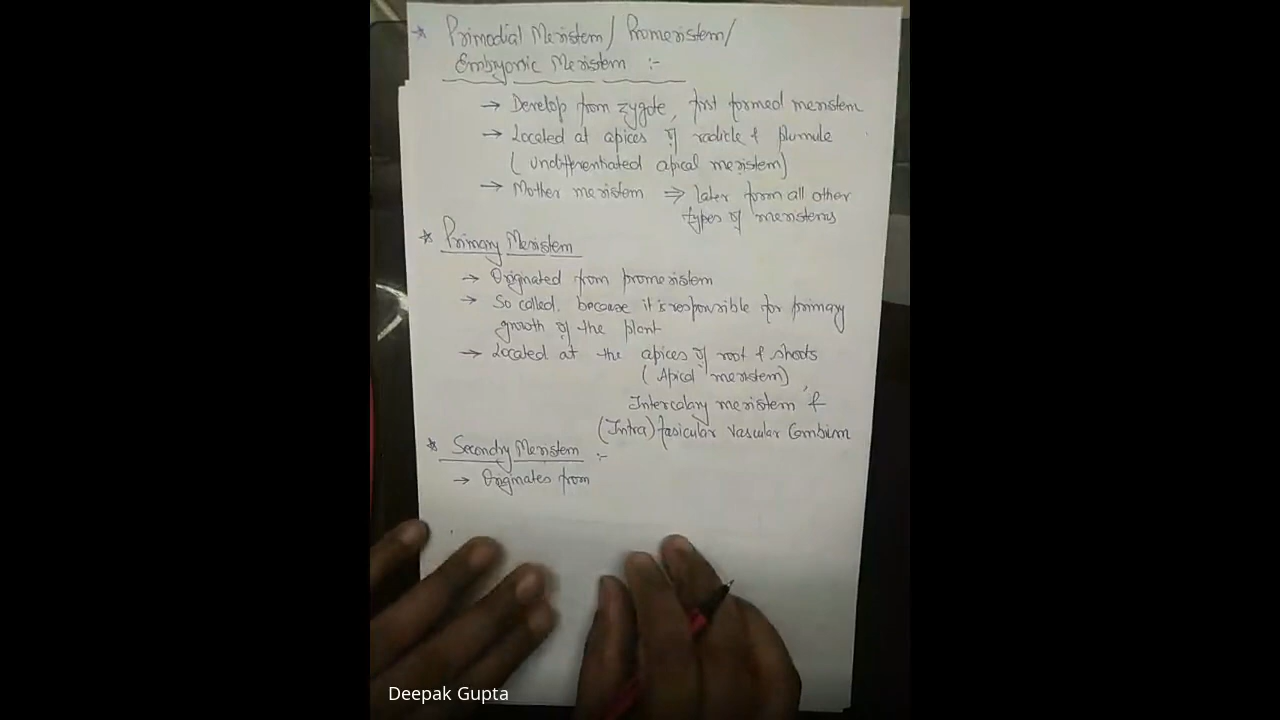 * Primodial Meristem / Promeristem /
Embryonic Meristem :-
→ Develop from zygote, first formed meristem
→ Located at apices of radicle & plumule
(undifferentiated apical meristem)
→ Mother meristem ⇒ later form all other
types of meristems
* Primary Meristem
→ Originated from promeristem
→ So called. because it is responsible for primary
growth of the plant
→ Located at the apices of root & shoots
(Apical meristem),
Intercalary meristem &
(Intra) fasicular vascular Cambium
* Secondry Meristem :-
→ Originates from
Deepak Gupta